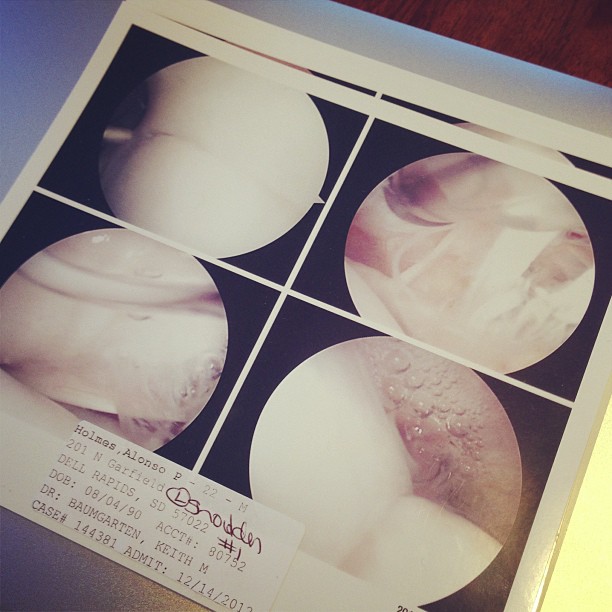 Holmes, Alonso P - 22 - M
201 N Garfield
DELL RAPIDS, SD 57022
DOB: 08/04/90 ACCT#: 80752
DR: BAUMGARTEN, KEITH M
CASE# 144381 ADMIT: 12/14/2012
L Shoulder
#1